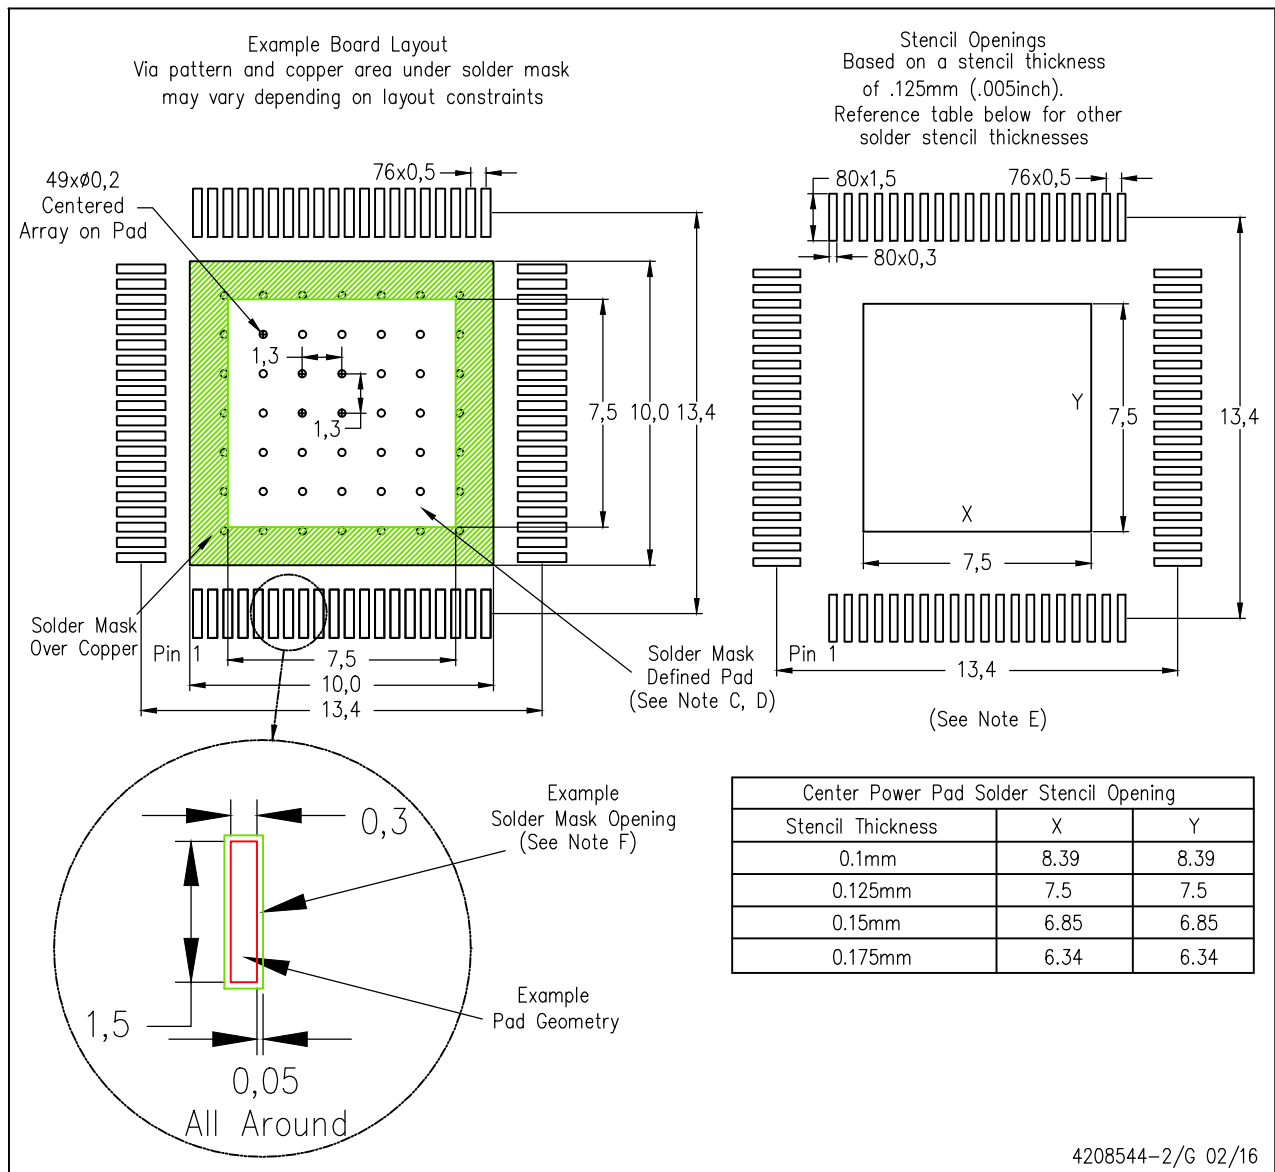 Example Board Layout
Via pattern and copper area under solder mask
may vary depending on layout constraints
Stencil Openings
Based on a stencil thickness
of .125mm (.005inch).
Reference table below for other
solder stencil thicknesses
49xø0,2
Centered
Array on Pad
76x0,5
1,3
1,3
7,5
10,0
13,4
Solder Mask
Over Copper
Pin 1
7,5
10,0
13,4
Solder Mask
Defined Pad
(See Note C, D)
80x1,5
76x0,5
80x0,3
Y
7,5
13,4
X
7,5
Pin 1
13,4
(See Note E)
0,3
Example
Solder Mask Opening
(See Note F)
1,5
Example
Pad Geometry
0,05
All Around
Center Power Pad Solder Stencil Opening
Stencil Thickness X Y
0.1mm 8.39 8.39
0.125mm 7.5 7.5
0.15mm 6.85 6.85
0.175mm 6.34 6.34
4208544-2/G 02/16